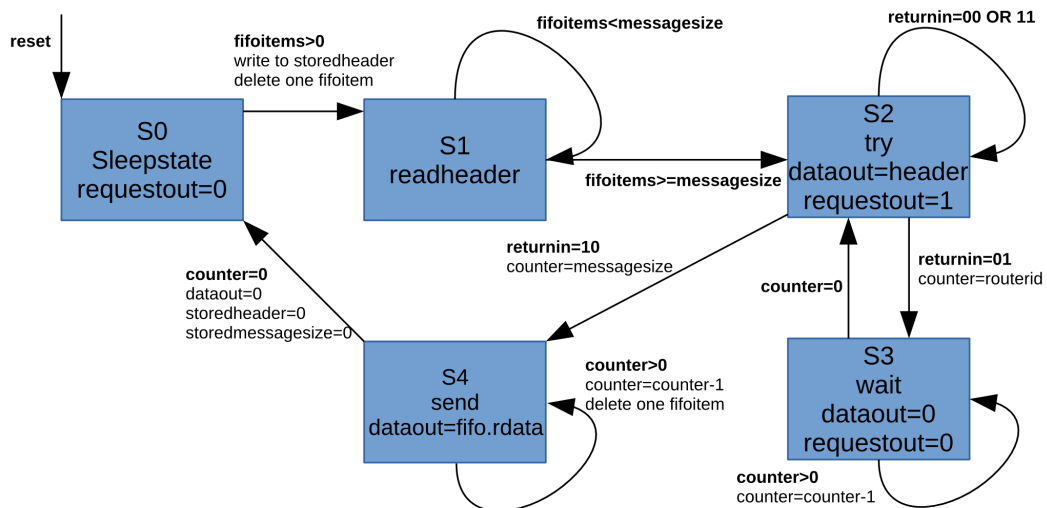 reset
fifoitems>0
write to storedheader
delete one fifoitem
fifoitems<messagesize
returnin=00 OR 11
S0
Sleepstate
requestout=0
S1
readheader
fifoitems>=messagesize
S2
try
dataout=header
requestout=1
returnin=10
counter=messagesize
counter=0
returnin=01
counter=routerid
counter=0
dataout=0
storedheader=0
storedmessagesize=0
S4
send
dataout=fifo.rdata
counter>0
counter=counter-1
delete one fifoitem
S3
wait
dataout=0
requestout=0
counter>0
counter=counter-1